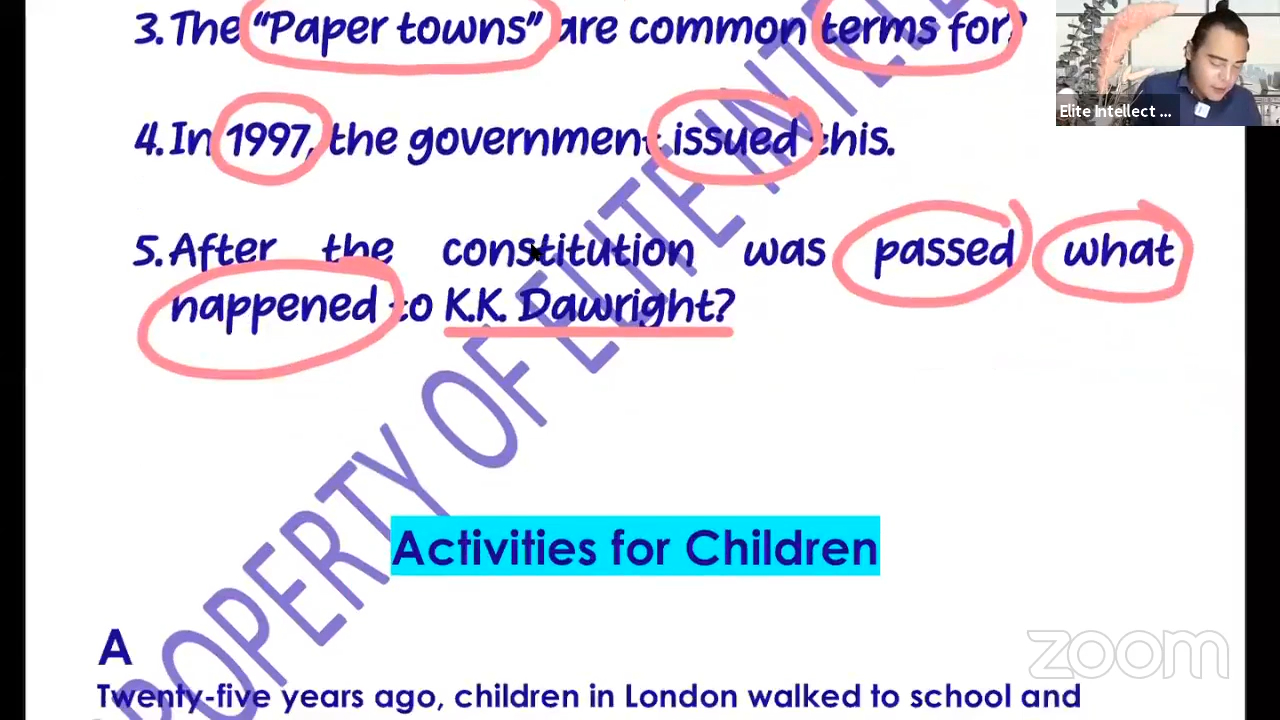 3. The “Paper towns” are common terms for?
Elite Intellect ...
4. In 1997, the government issued this.
5. After the constitution was passed what
happened to K.K. Dawright?
PROPERTY OF ELITE INTELLE
Activities for Children
A
zoom
Twenty-five years ago, children in London walked to school and